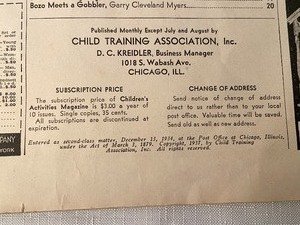 Bozo Meets a Gobbler, Garry Cleveland Myers 20
Published Monthly Except July and August by
CHILD TRAINING ASSOCIATION, Inc.
D. C. KREIDLER, Business Manager
1018 S. Wabash Ave.
CHICAGO, ILL.
SUBSCRIPTION PRICE
The subscription price of Children's
Activities Magazine is $3.00 a year of
10 issues. Single copies, 35 cents.
All subscriptions are discontinued at
expiration.
CHANGE OF ADDRESS
Send notice of change of address
direct to us rather than to your local
post office. Valuable time will be saved.
Send old as well as new address.
Entered as second-class matter, December 13, 1934, at the Post Office at Chicago, Illinois,
under the Act of March 3, 1879. Copyright, 1937, by Child Training
Association, Inc. All rights reserved.
MPANY
YORK